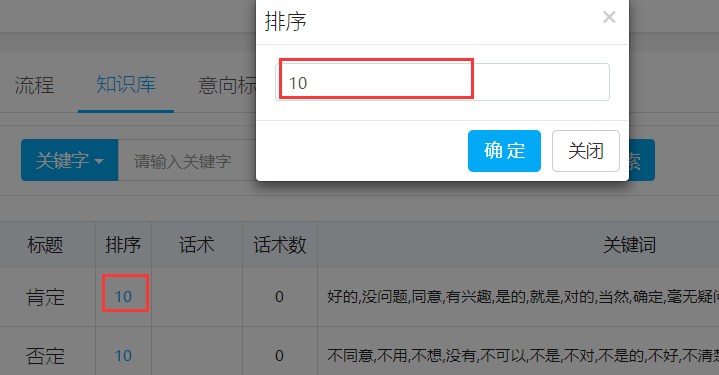 排序 ×
10
确定 关闭
流程 知识库 意向标
关键字 请输入关键字 索
标题 排序 话术 话术数 关键词
肯定 10 0 好的,没问题,同意,有兴趣,是的,就是,对的,当然,确定,毫无疑问
否定 10 0 不同意,不用,不想,没有,不可以,不是,不对,不是的,不好,不清楚